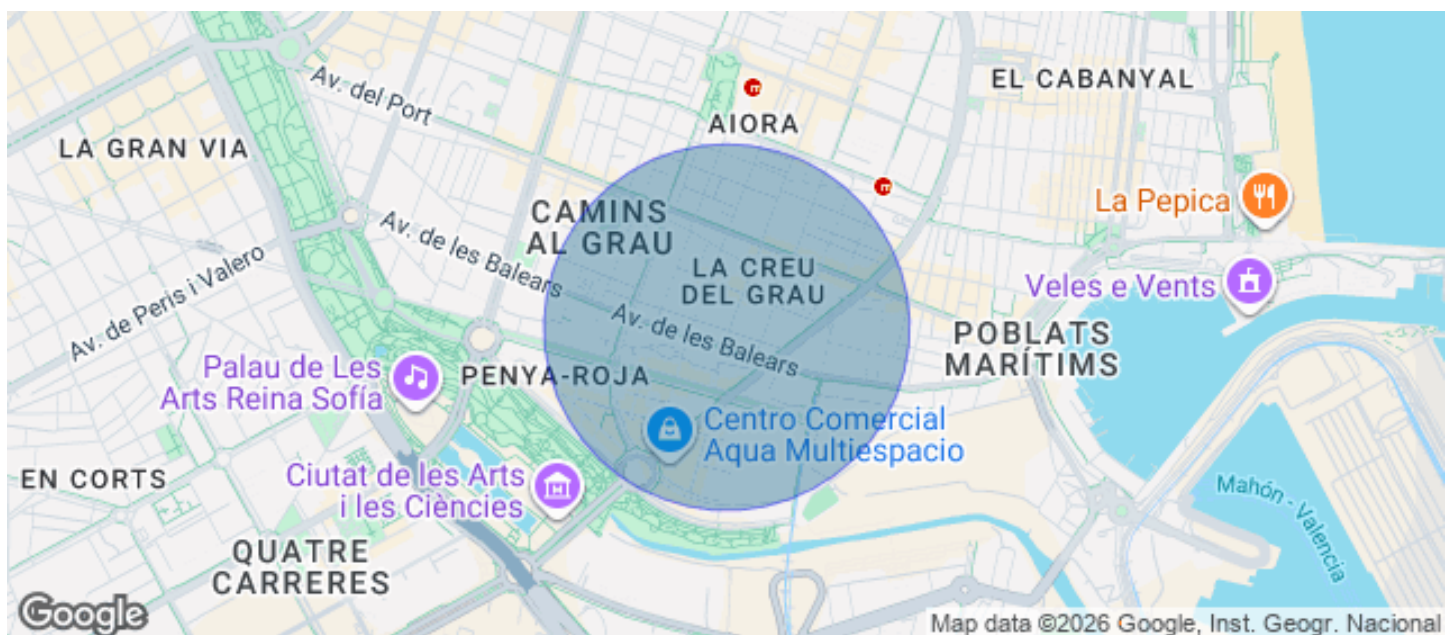 Av. del Port
EL CABANYAL
AIORA
LA GRAN VIA
La Pepica
CAMINS
AL GRAU
Av. de les Balears
Av. de Peris i Valero
LA CREU
DEL GRAU
Veles e Vents
Av. de les Balears
POBLATS
MARÍTIMS
Palau de Les
Arts Reina Sofía
PENYA-ROJA
Centro Comercial
Aqua Multiespacio
EN CORTS
Ciutat de les Arts
i les Ciències
Mahón - Valencia
QUATRE
CARRERES
Google
Map data ©2026 Google, Inst. Geogr. Nacional